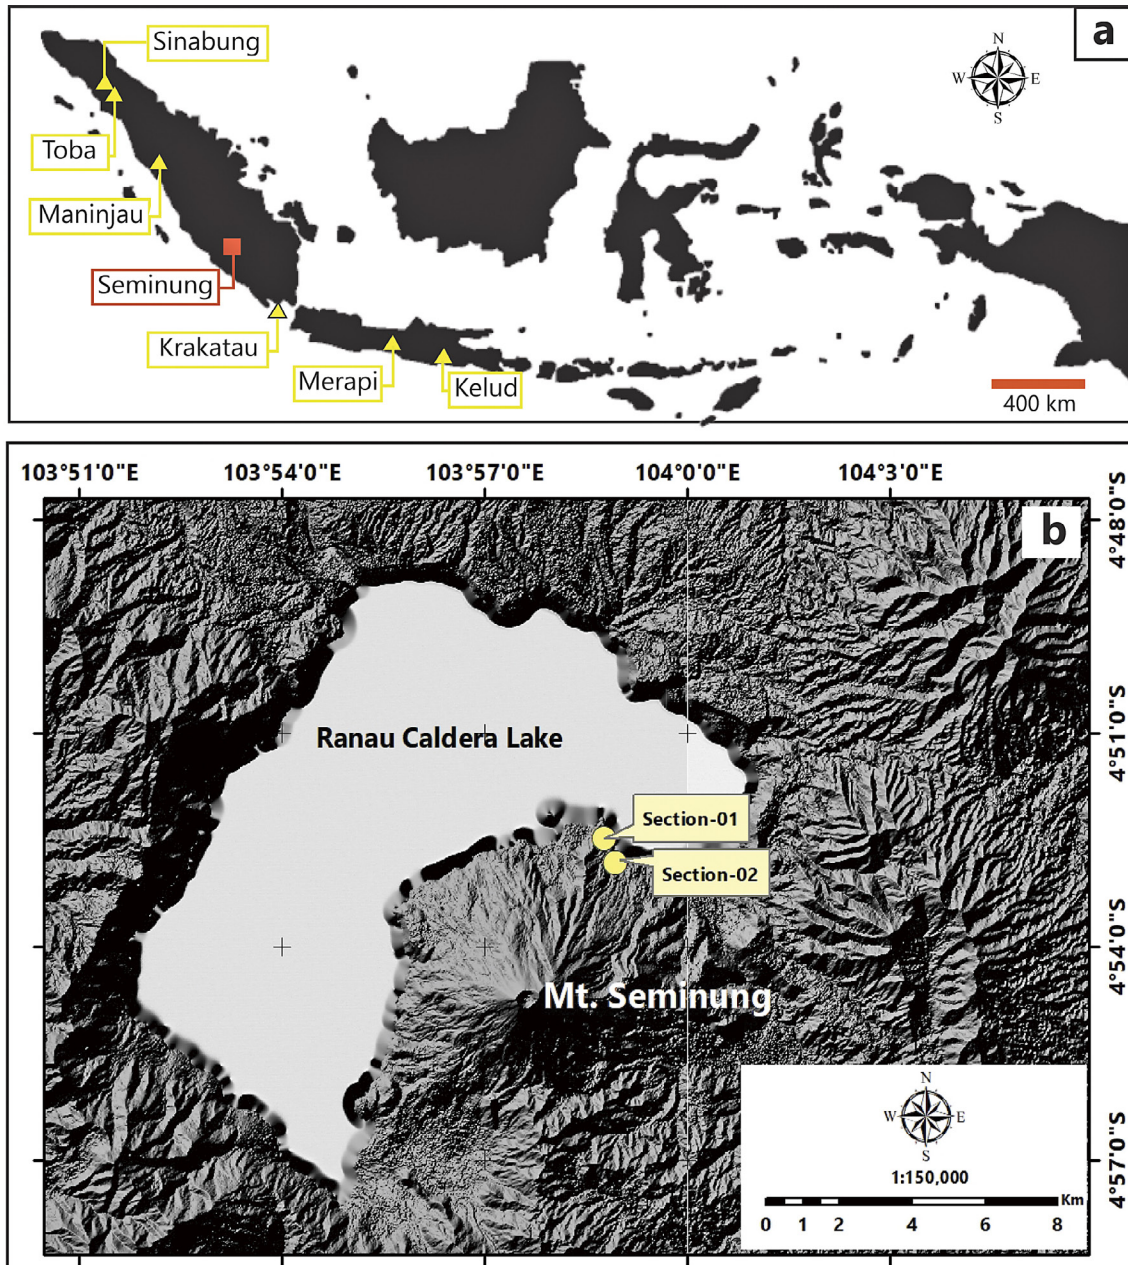 a
Sinabung
Toba
Maninjau
Seminung
Krakatau
Merapi
Kelud
N
W E
S
400 km
103°51'0"E 103°54'0"E 103°57'0"E 104°0'0"E 104°3'0"E
b
4°48'0"S
4°51'0"S
4°54'0"S
4°57'0"S
Ranau Caldera Lake
Section-01
Section-02
Mt. Seminung
N
W E
S
1:150,000
Km
0 1 2 4 6 8